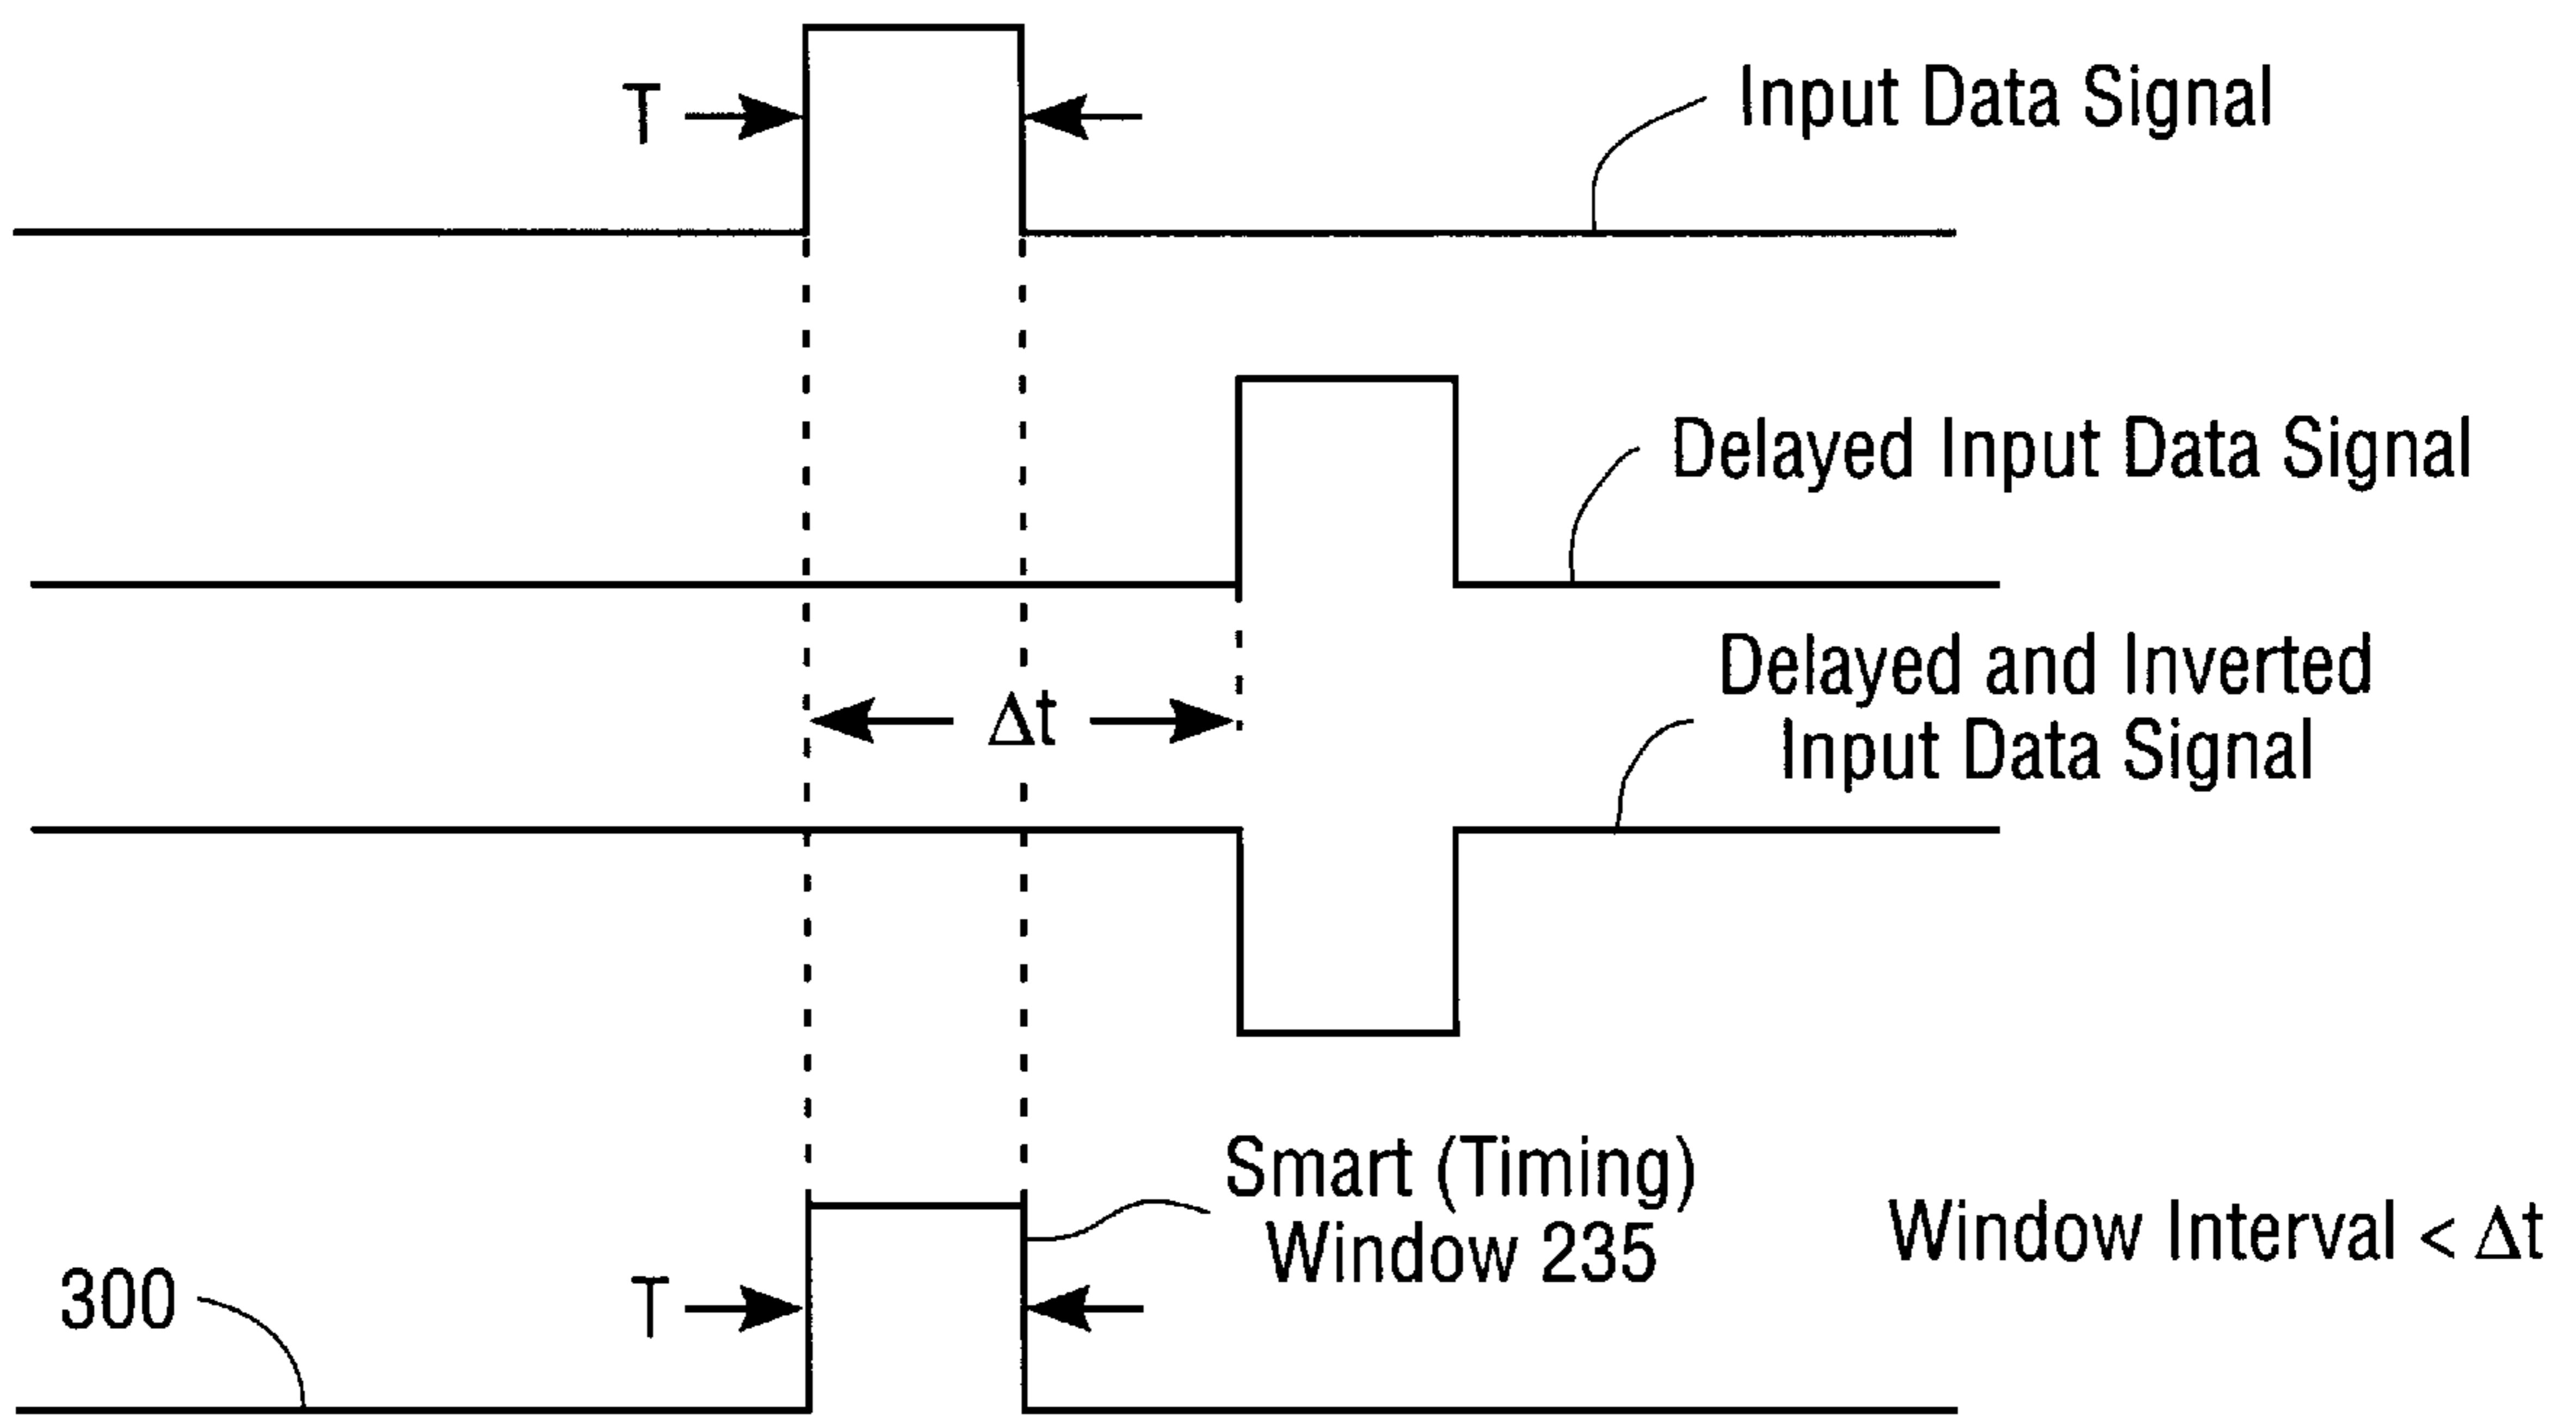 T
Input Data Signal
Delayed Input Data Signal
Delayed and Inverted
Input Data Signal
Δt
Smart (Timing)
Window 235
Window Interval < Δt
300
T